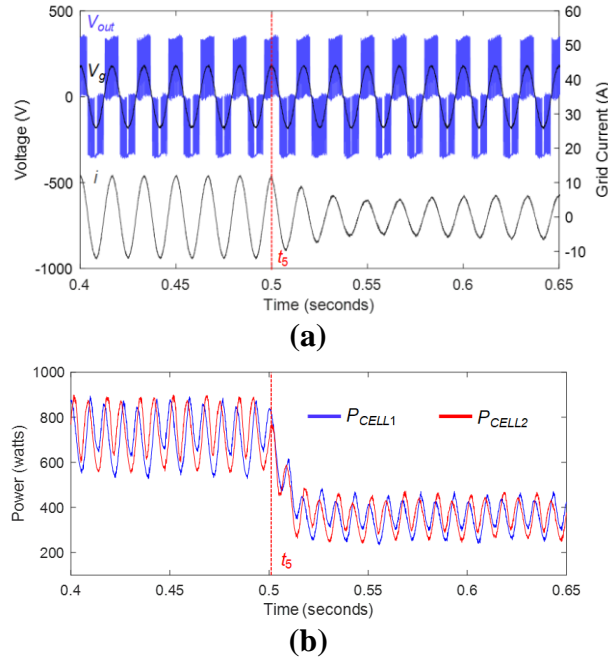 500
60
V_out
50
V_g
40
0
30
Voltage (V)
Grid Current (A)
20
-500
i
10
0
-10
-1000
t_5
0.4
0.45
0.5
0.55
0.6
0.65
Time (seconds)
(a)
1000
800
P_CELL1
P_CELL2
600
Power (watts)
400
200
t_5
0.4
0.45
0.5
0.55
0.6
0.65
Time (seconds)
(b)